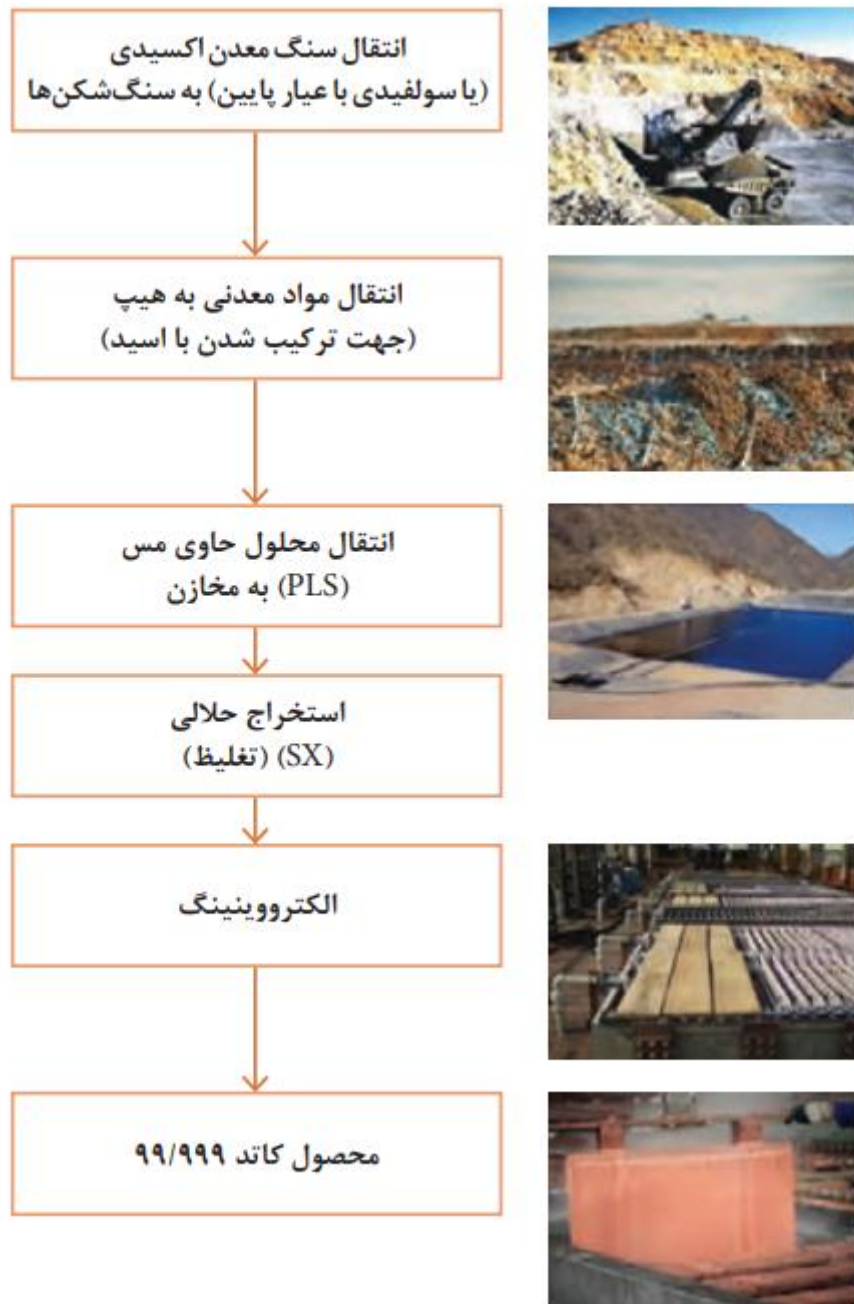 انتقال سنگ معدن اکسیدی
(یا سولفیدی با عیار پایین) به سنگ‌شکن‌ها
انتقال مواد معدنی به هیپ
(جهت ترکیب شدن با اسید)
انتقال محلول حاوی مس
(PLS) به مخازن
استخراج حلالی
(SX) (تغلیظ)
الکترووینینگ
محصول کاتد ۹۹/۹۹۹